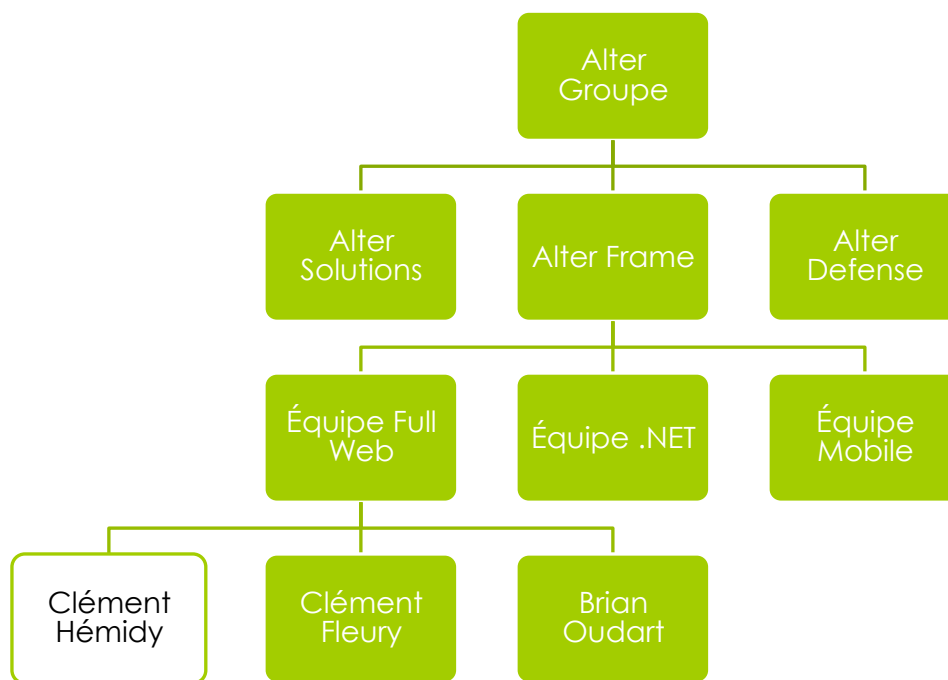 Alter
Groupe
Alter
Solutions
Alter Frame
Alter
Defense
Équipe Full
Web
Équipe .NET
Équipe
Mobile
Clément
Hémidy
Clément
Fleury
Brian
Oudart